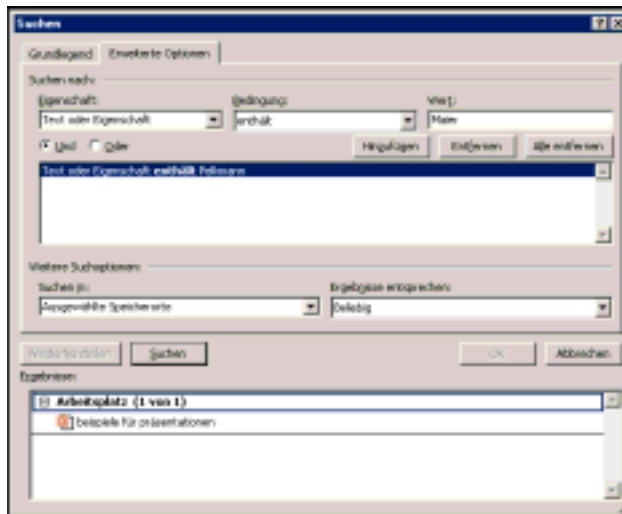 Suchen
Grundlegend Erweiterte Optionen
Suchen nach:
Eigenschaft: Bedingung: Wert:
Text oder Eigenschaft enthält Maier
Und Oder Hinzufügen Entfernen Alle entfernen
Text oder Eigenschaft enthält
Weitere Suchoptionen:
Suchen in: Ergebnisse entsprechen:
Ausgewählte Speicherorte Beliebig
Wiederherstellen Suchen OK Abbrechen
Ergebnisse:
Arbeitsplatz (1 von 1)
beispiele für präsentationen